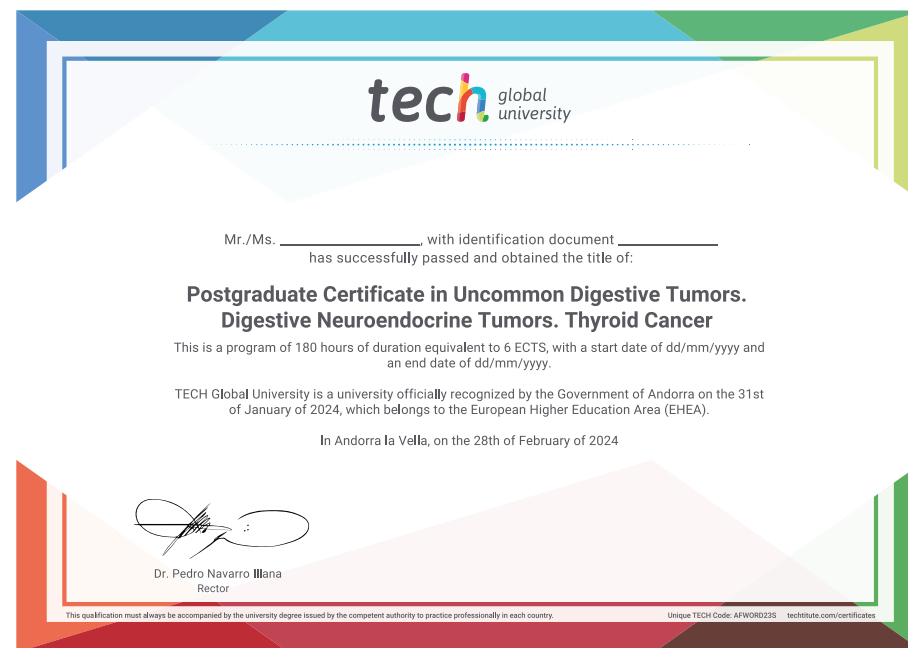 tech global university
Mr./Ms. ____________, with identification document ____________
has successfully passed and obtained the title of:
Postgraduate Certificate in Uncommon Digestive Tumors.
Digestive Neuroendocrine Tumors. Thyroid Cancer
This is a program of 180 hours of duration equivalent to 6 ECTS, with a start date of dd/mm/yyyy and
an end date of dd/mm/yyyy.
TECH Global University is a university officially recognized by the Government of Andorra on the 31st
of January of 2024, which belongs to the European Higher Education Area (EHEA).
In Andorra la Vella, on the 28th of February of 2024
Dr. Pedro Navarro Illana
Rector
This qualification must always be accompanied by the university degree issued by the competent authority to practice professionally in each country.
Unique TECH Code: AFWORD23S techtitute.com/certificates